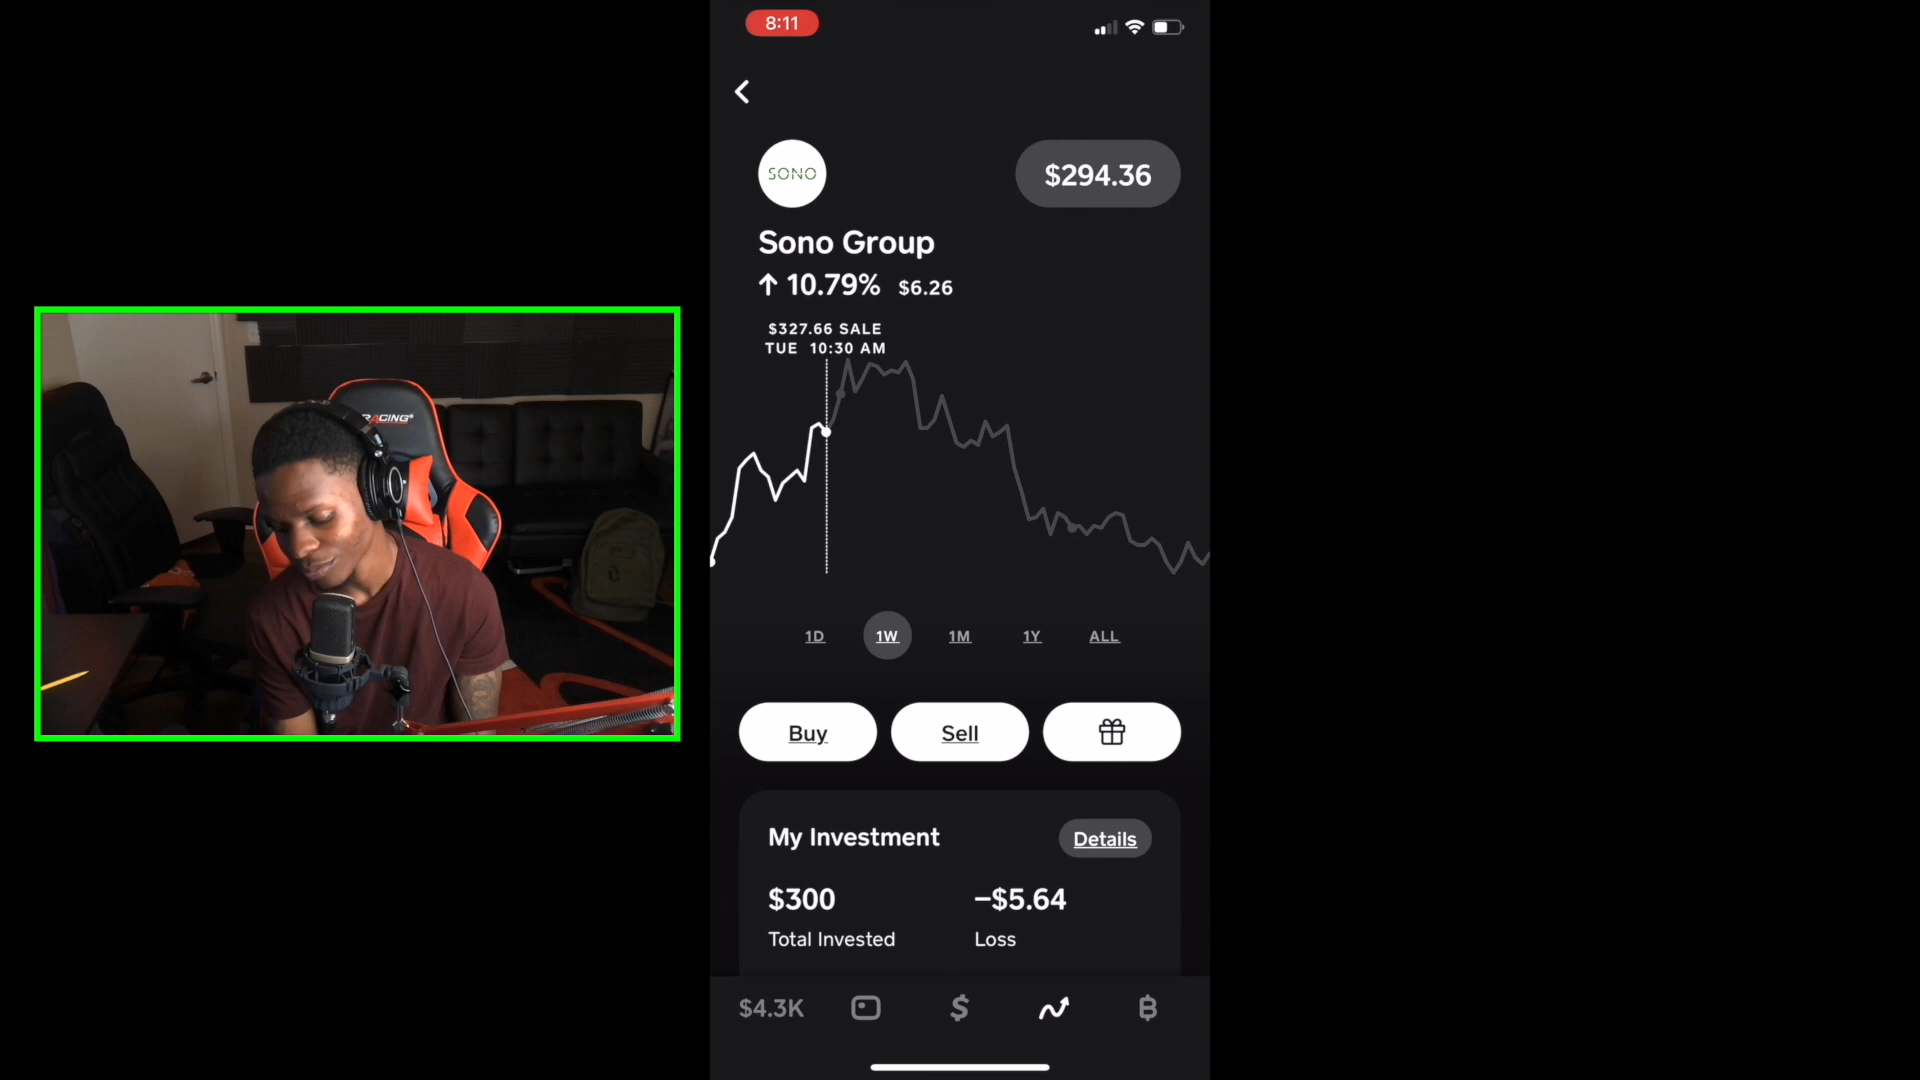 8:11
SONO
$294.36
Sono Group
↑ 10.79% $6.26
$327.66 SALE
TUE 10:30 AM
1D 1W 1M 1Y ALL
Buy Sell
My Investment Details
$300 −$5.64
Total Invested Loss
$4.3K
RACING